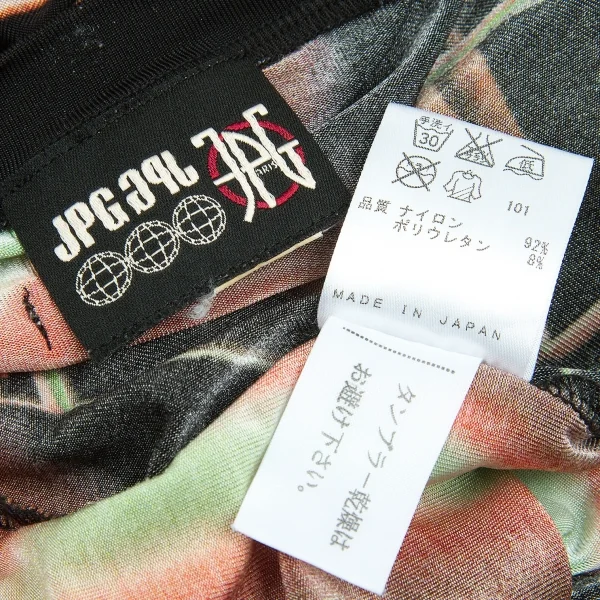 JPG JPG
JPG
PARIS
手洗イ
30
低
101
品質 ナイロン 92%
ポリウレタン 8%
MADE IN JAPAN
タンブラー乾燥は
お避け下さい。